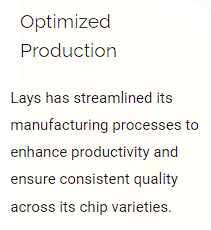 Optimized
Production
Lays has streamlined its
manufacturing processes to
enhance productivity and
ensure consistent quality
across its chip varieties.